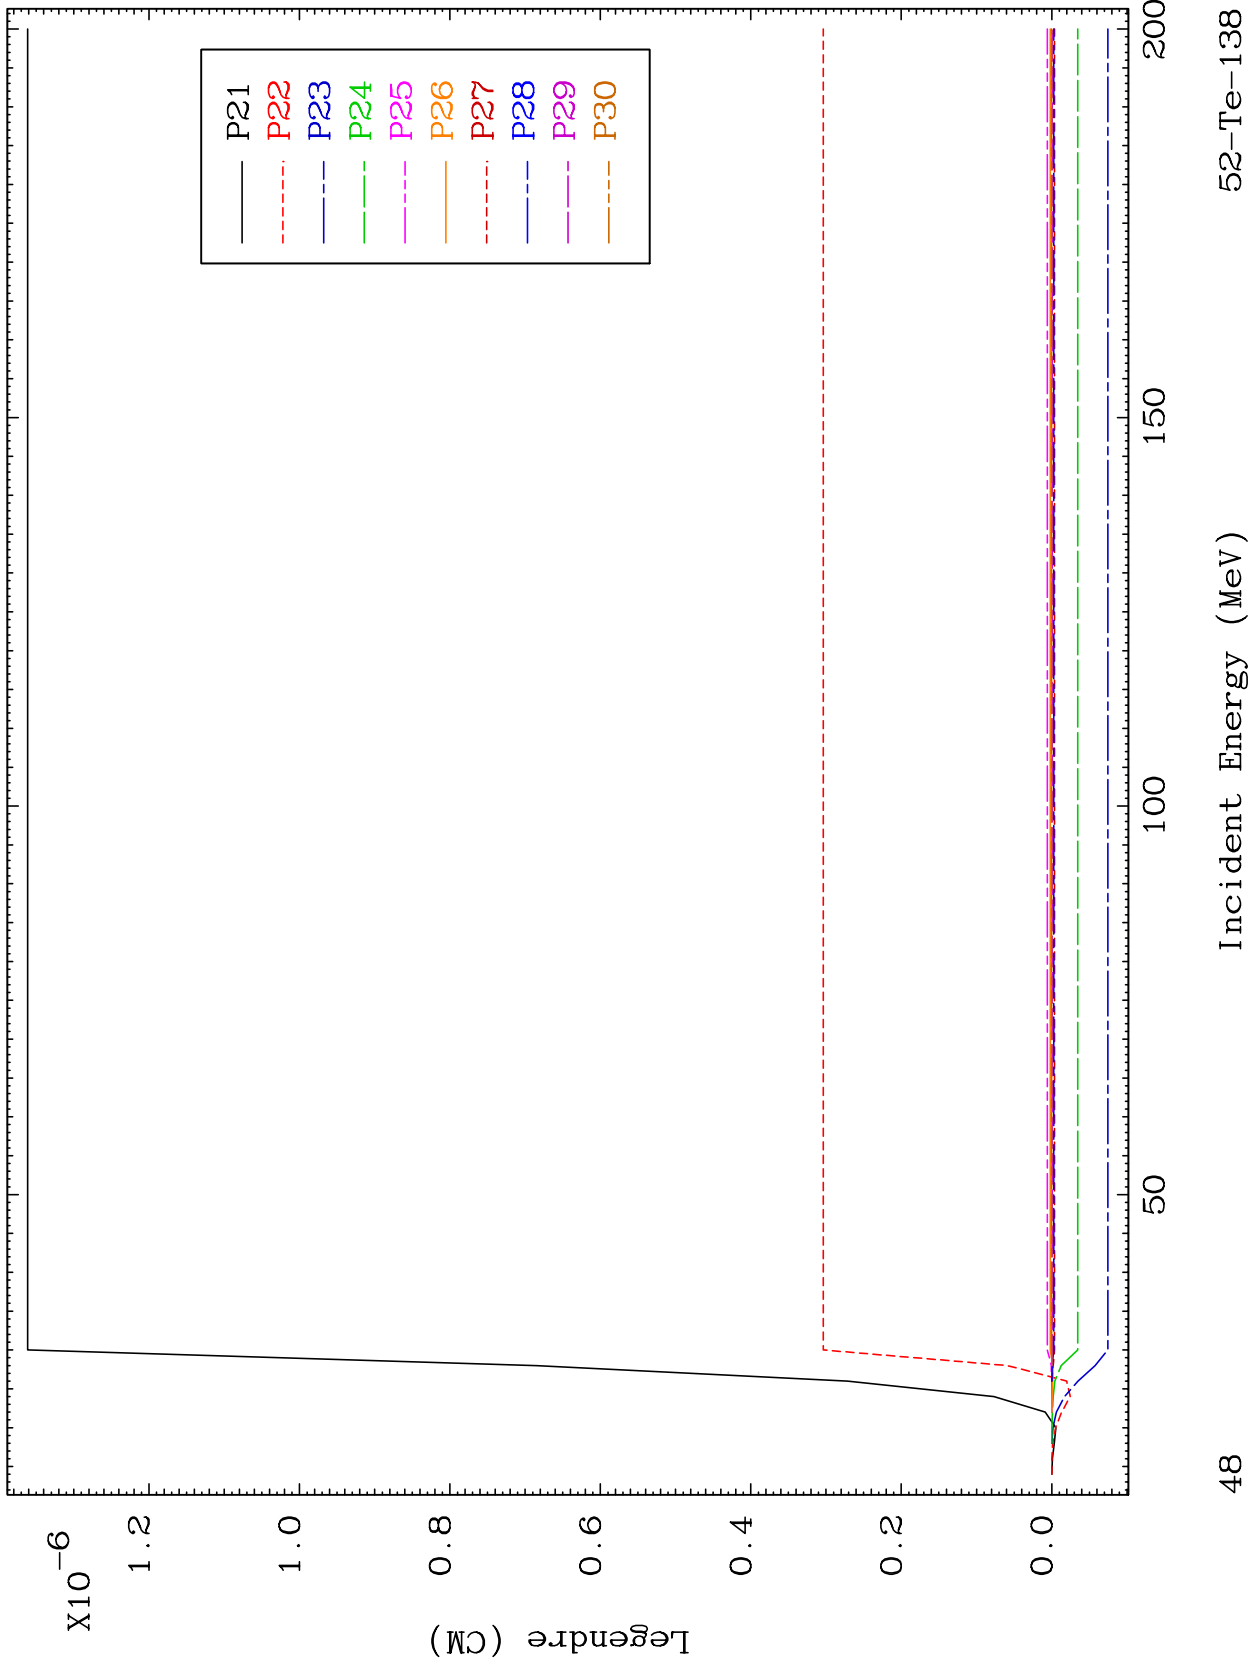 X10-6
Legendre (CM)
1.2
1.0
0.8
0.6
0.4
0.2
0.0
P21
P22
P23
P24
P25
P26
P27
P28
P29
P30
50
100
150
200
48
Incident Energy (MeV)
52-Te-138